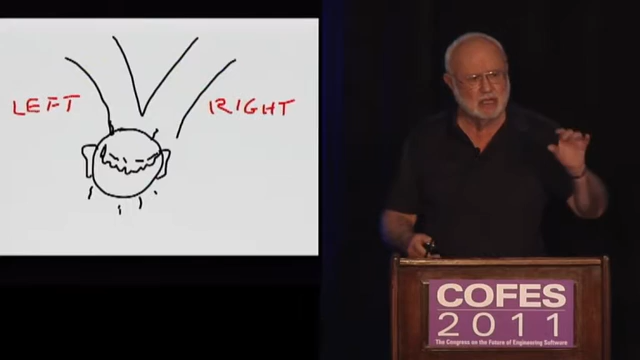 LEFT
RIGHT
COFES
2011
The Congress on the Future of Engineering Software